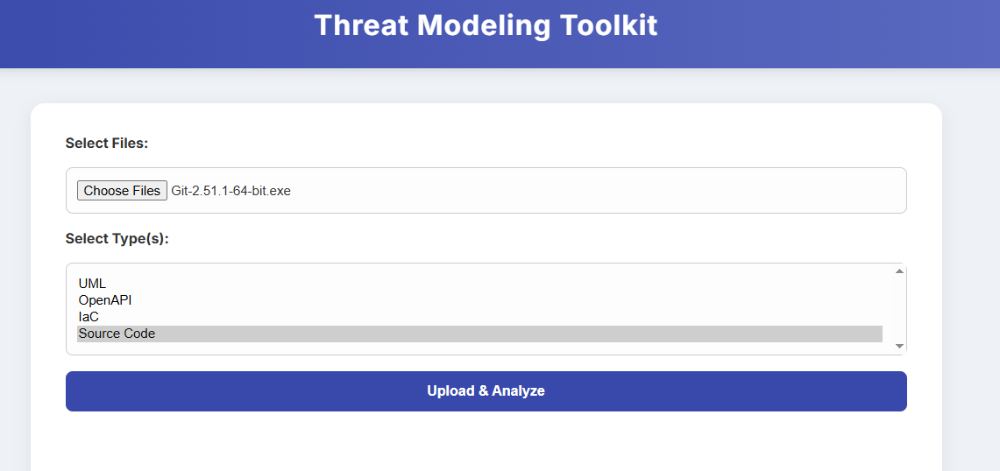 Threat Modeling Toolkit
Select Files:
Choose Files Git-2.51.1-64-bit.exe
Select Type(s):
UML
OpenAPI
IaC
Source Code
Upload & Analyze